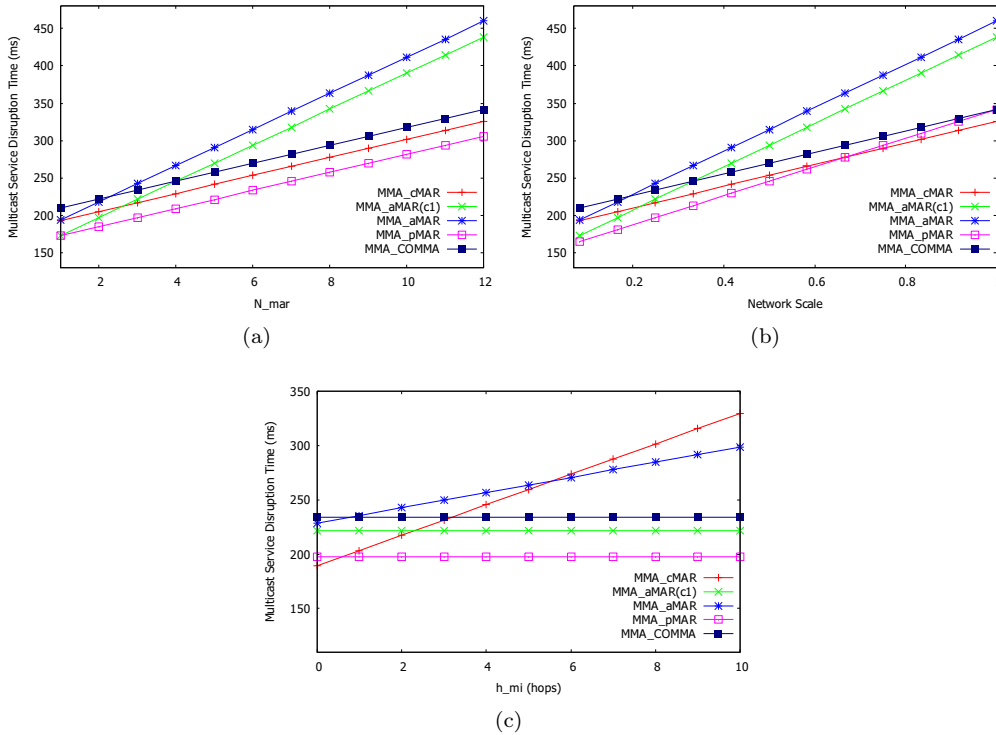 Multicast Service Disruption Time (ms)
450
400
350
300
250
200
150
2
4
6
8
10
12
N_mar
MMA_cMAR
MMA_aMAR(c1)
MMA_aMAR
MMA_pMAR
MMA_COMMA
(a)
Multicast Service Disruption Time (ms)
450
400
350
300
250
200
150
0.2
0.4
0.6
0.8
Network Scale
MMA_cMAR
MMA_aMAR(c1)
MMA_aMAR
MMA_pMAR
MMA_COMMA
(b)
Multicast Service Disruption Time (ms)
350
300
250
200
150
0
2
4
6
8
10
h_mi (hops)
MMA_cMAR
MMA_aMAR(c1)
MMA_aMAR
MMA_pMAR
MMA_COMMA
(c)